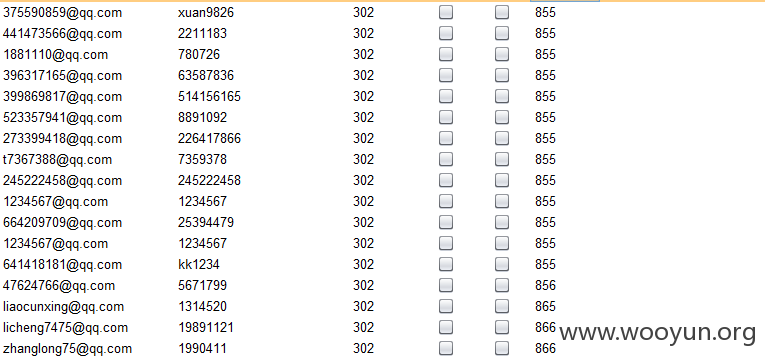 375590859@qq.com xuan9826 302 855
441473566@qq.com 2211183 302 855
1881110@qq.com 780726 302 855
396317165@qq.com 63587836 302 855
399869817@qq.com 514156165 302 855
523357941@qq.com 8891092 302 855
273399418@qq.com 226417866 302 855
t7367388@qq.com 7359378 302 855
245222458@qq.com 245222458 302 855
1234567@qq.com 1234567 302 855
664209709@qq.com 25394479 302 855
1234567@qq.com 1234567 302 855
641418181@qq.com kk1234 302 855
47624766@qq.com 5671799 302 856
liaocunxing@qq.com 1314520 302 865
licheng7475@qq.com 19891121 302 866
zhanglong75@qq.com 1990411 302 866
www.wooyun.org